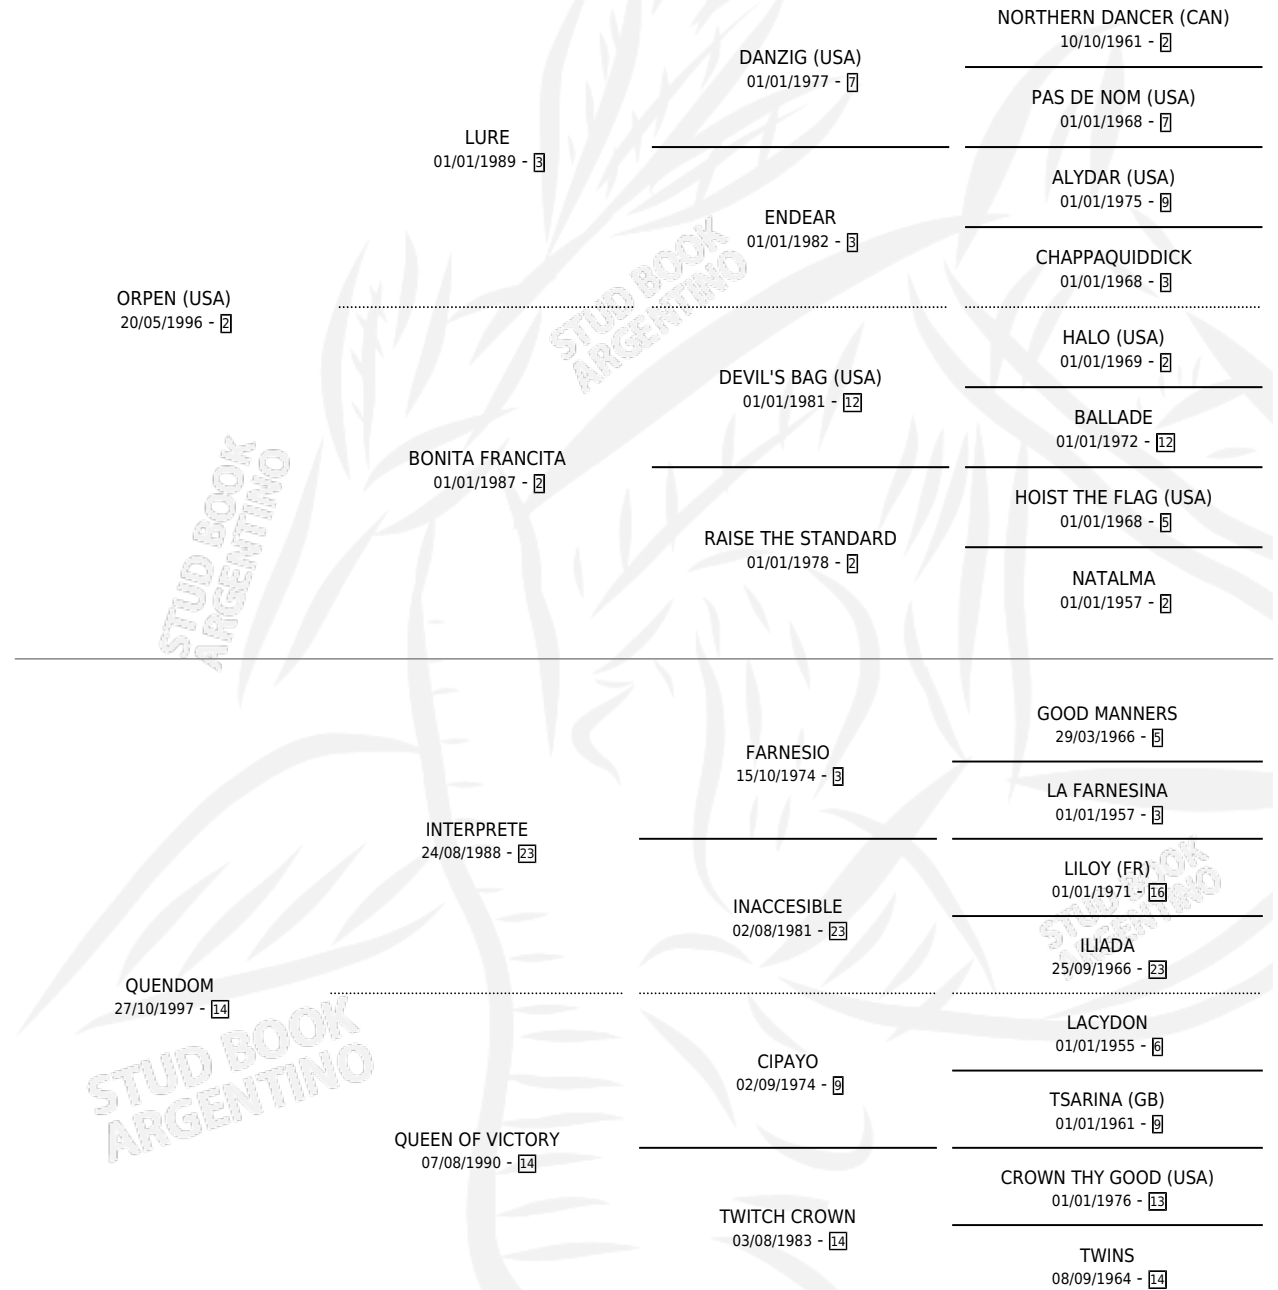 NORTHERN DANCER (CAN)
10/10/1961 - 2
DANZIG (USA)
01/01/1977 - 7
PAS DE NOM (USA)
01/01/1968 - 7
LURE
01/01/1989 - 3
ALYDAR (USA)
01/01/1975 - 9
ENDEAR
01/01/1982 - 3
CHAPPAQUIDDICK
01/01/1968 - 3
ORPEN (USA)
20/05/1996 - 2
HALO (USA)
01/01/1969 - 2
DEVIL'S BAG (USA)
01/01/1981 - 12
BALLADE
01/01/1972 - 12
BONITA FRANCITA
01/01/1987 - 2
HOIST THE FLAG (USA)
01/01/1968 - 5
RAISE THE STANDARD
01/01/1978 - 2
NATALMA
01/01/1957 - 2
STUD BOOK
ARGENTINO
STUD BOOK
ARGENTINO
GOOD MANNERS
29/03/1966 - 5
FARNESIO
15/10/1974 - 3
LA FARNESINA
01/01/1957 - 3
INTERPRETE
24/08/1988 - 23
LILOY (FR)
01/01/1971 - 16
INACCESIBLE
02/08/1981 - 23
ILIADA
25/09/1966 - 23
QUENDOM
27/10/1997 - 14
LACYDON
01/01/1955 - 6
CIPAYO
02/09/1974 - 9
TSARINA (GB)
01/01/1961 - 9
QUEEN OF VICTORY
07/08/1990 - 14
CROWN THY GOOD (USA)
01/01/1976 - 13
TWITCH CROWN
03/08/1983 - 14
TWINS
08/09/1964 - 14
STUD BOOK
ARGENTINO
STUD BOOK
ARGENTINO